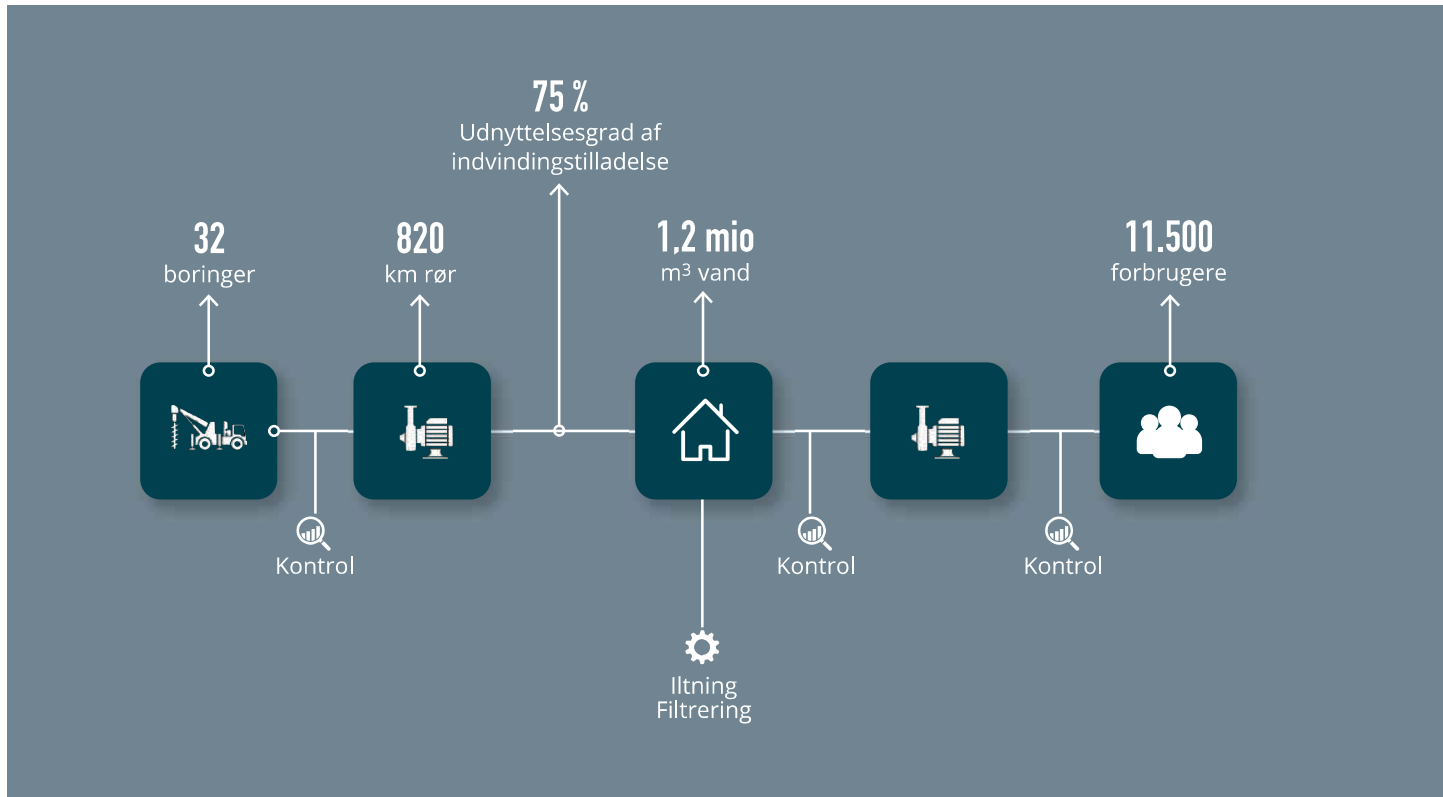 75 %
Udnyttelsesgrad af
indvindingstilladelse
32
boringer
820
km rør
1,2 mio
m³ vand
11.500
forbrugere
Kontrol
Kontrol
Kontrol
Iltning
Filtrering